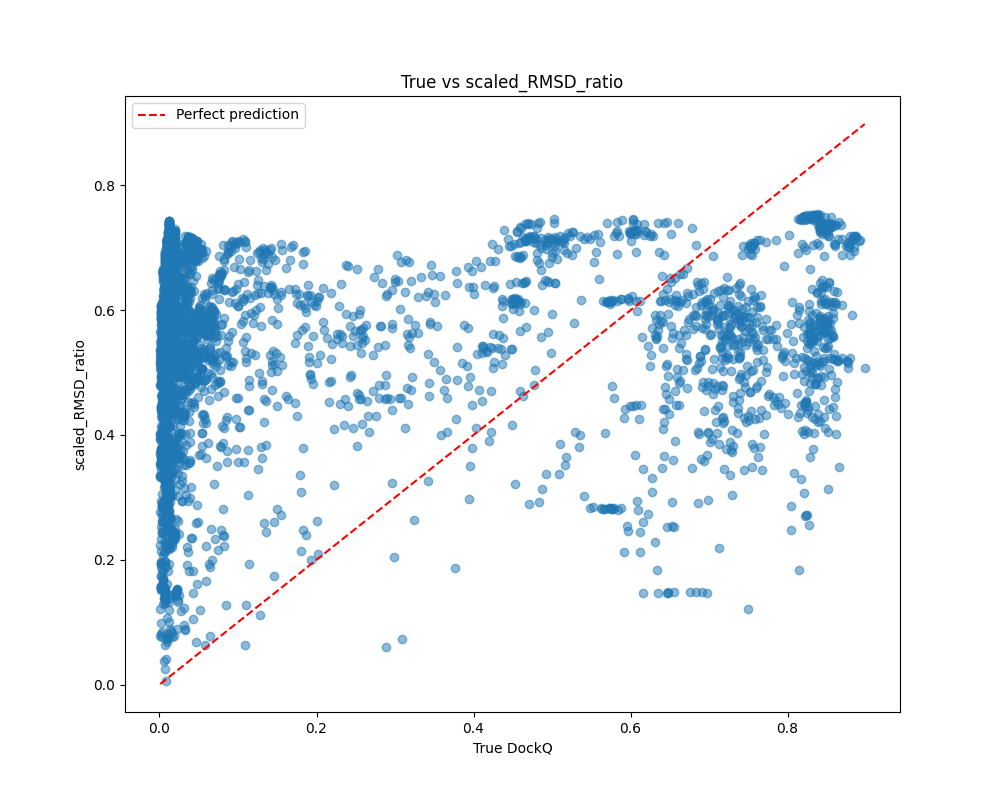 True vs scaled_RMSD_ratio
Perfect prediction
scaled_RMSD_ratio
0.8
0.6
0.4
0.2
0.0
0.0 0.2 0.4 0.6 0.8
True DockQ